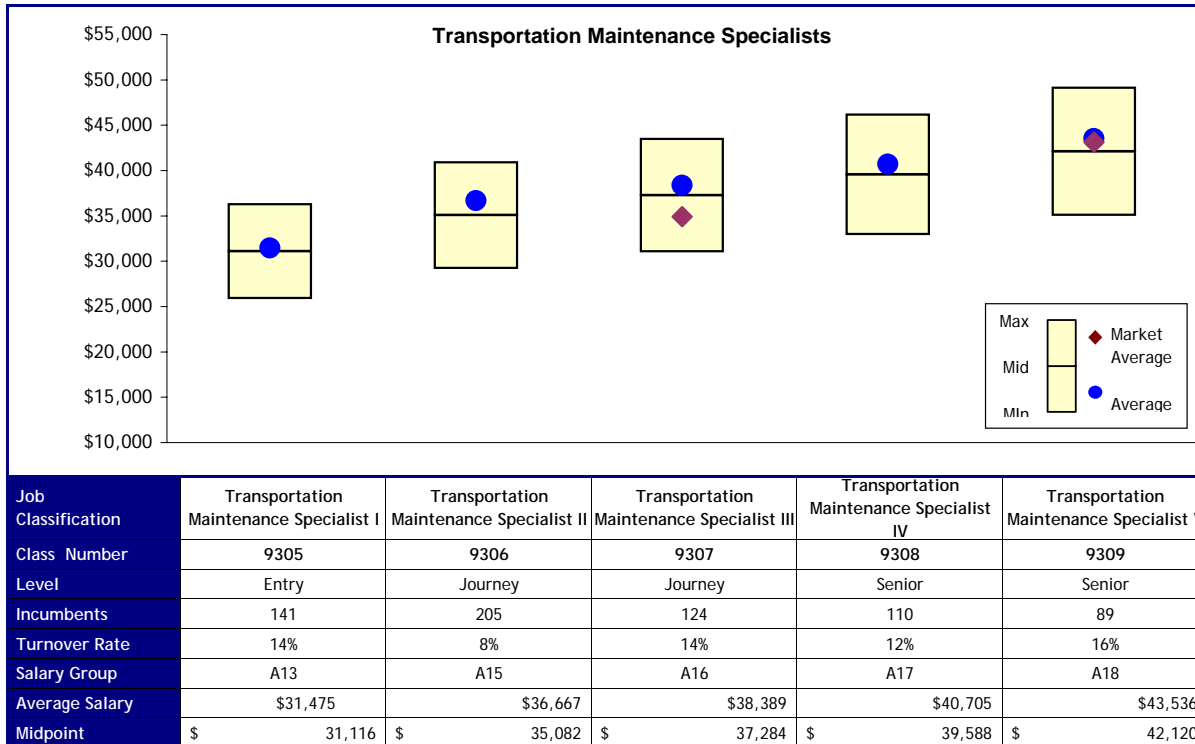 Transportation Maintenance Specialists
$55,000
$50,000
$45,000
$40,000
$35,000
$30,000
$25,000
$20,000
$15,000
$10,000
Max
Mid
MIn
Market
Average
Average
Job
Classification
Transportation
Maintenance Specialist I
Transportation
Maintenance Specialist II
Transportation
Maintenance Specialist III
Transportation
Maintenance Specialist
IV
Transportation
Maintenance Specialist
Class Number 9305 9306 9307 9308 9309
Level Entry Journey Journey Senior Senior
Incumbents 141 205 124 110 89
Turnover Rate 14% 8% 14% 12% 16%
Salary Group A13 A15 A16 A17 A18
Average Salary $31,475 $36,667 $38,389 $40,705 $43,536
Midpoint $ 31,116 $ 35,082 $ 37,284 $ 39,588 $ 42,120